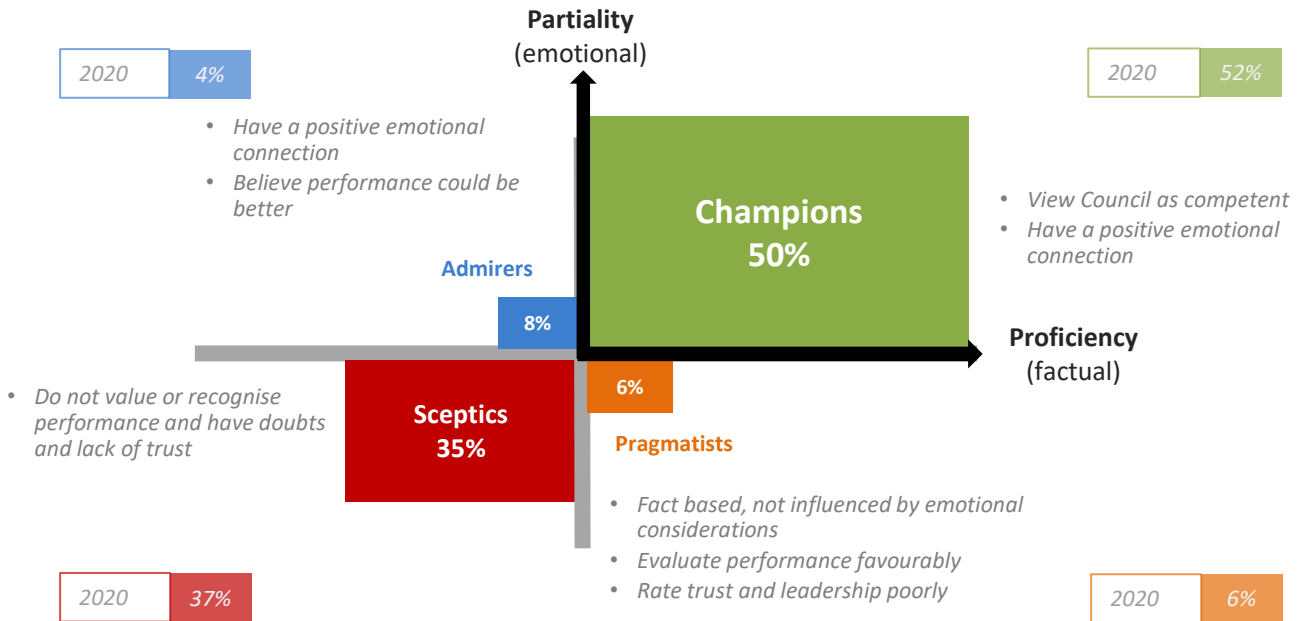 Partiality
(emotional)
2020 4%
2020 52%
• Have a positive emotional
connection
• Believe performance could be
better
Champions
50%
• View Council as competent
• Have a positive emotional
connection
Admirers
8%
Proficiency
(factual)
• Do not value or recognise
performance and have doubts
and lack of trust
Sceptics
35%
6%
Pragmatists
• Fact based, not influenced by emotional
considerations
• Evaluate performance favourably
• Rate trust and leadership poorly
2020 37%
2020 6%